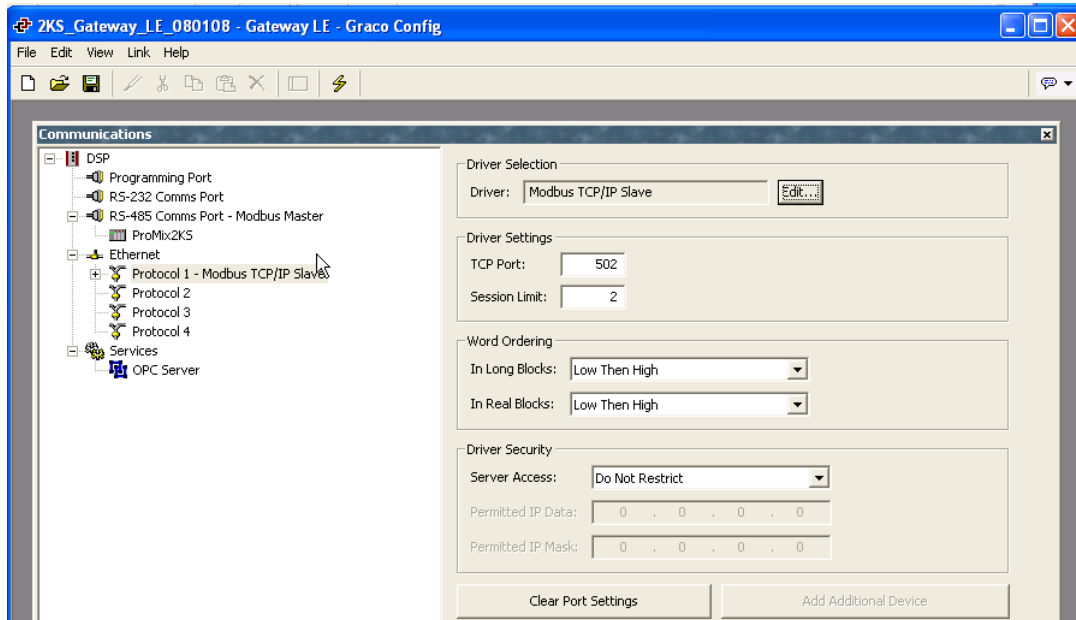 2KS_Gateway_LE_080108 - Gateway LE - Graco Config
File Edit View Link Help
Communications
DSP
Programming Port
RS-232 Comms Port
RS-485 Comms Port - Modbus Master
ProMix2KS
Ethernet
Protocol 1 - Modbus TCP/IP Slave
Protocol 2
Protocol 3
Protocol 4
Services
OPC Server
Driver Selection
Driver: Modbus TCP/IP Slave Edit...
Driver Settings
TCP Port: 502
Session Limit: 2
Word Ordering
In Long Blocks: Low Then High
In Real Blocks: Low Then High
Driver Security
Server Access: Do Not Restrict
Permitted IP Data: 0 . 0 . 0 . 0
Permitted IP Mask: 0 . 0 . 0 . 0
Clear Port Settings Add Additional Device